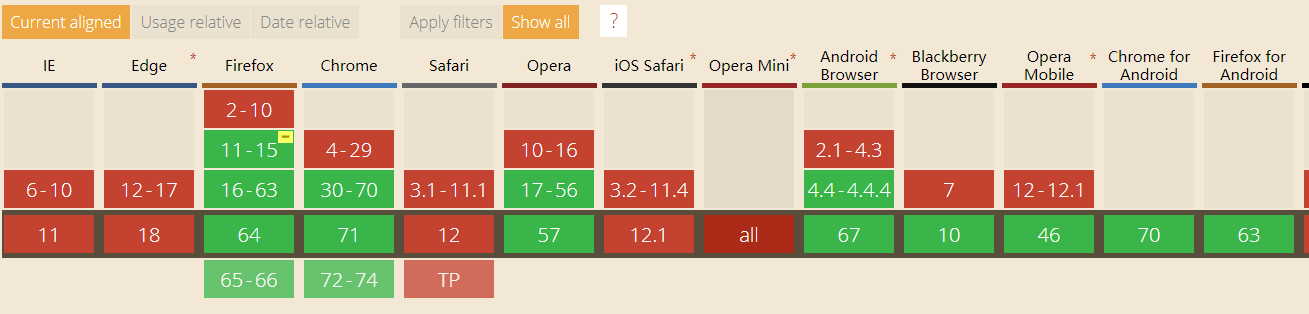 Current aligned Usage relative Date relative Apply filters Show all ?
IE Edge * Firefox Chrome Safari Opera iOS Safari * Opera Mini * Android Browser * Blackberry Browser Opera Mobile * Chrome for Android Firefox for Android
2-10
11-15 4-29 10-16 2.1-4.3
6-10 12-17 16-63 30-70 3.1-11.1 17-56 3.2-11.4 4.4-4.4.4 7 12-12.1
11 18 64 71 12 57 12.1 all 67 10 46 70 63
65-66 72-74 TP